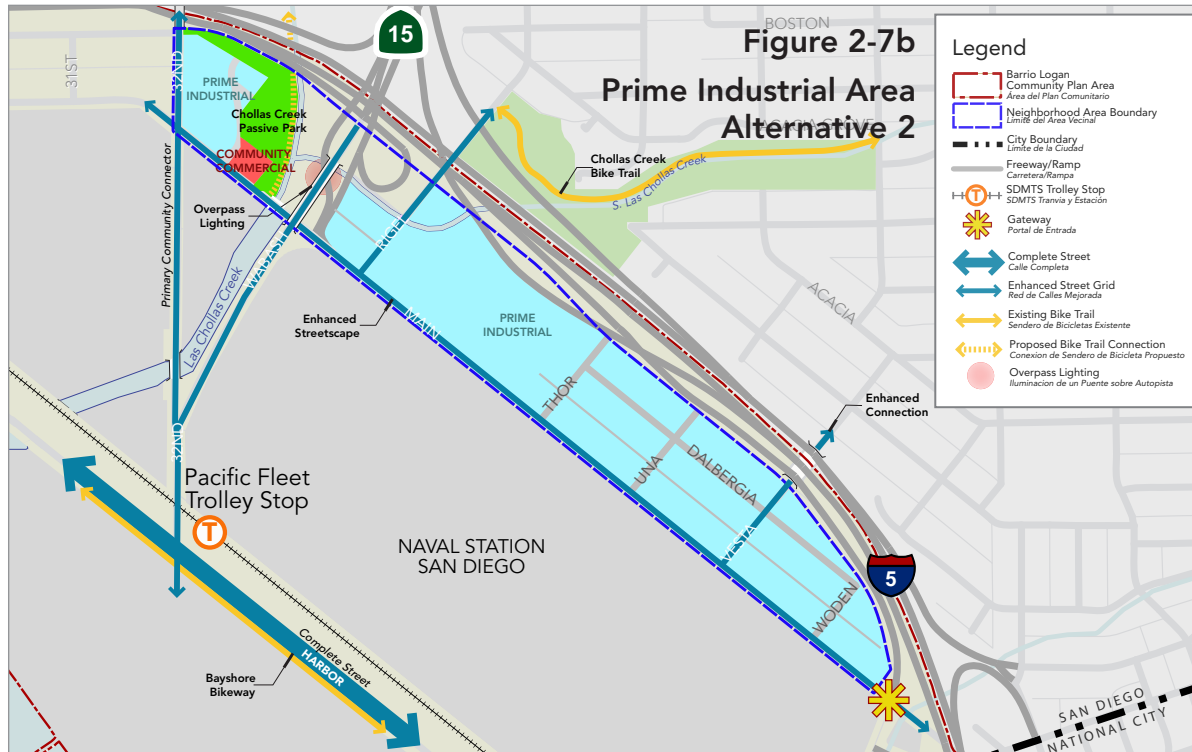 Figure 2-7b
Prime Industrial Area
Alternative 2
15
BOSTON
31ST
32ND
PRIME
INDUSTRIAL
Chollas Creek
Passive Park
COMMUNITY
COMMERCIAL
ACACIA GROVE
Chollas Creek
Bike Trail
S. Las Chollas Creek
Overpass
Lighting
Primary Community Connector
WABASH
RIGEL
Las Chollas Creek
Enhanced
Streetscape
MAIN
PRIME
INDUSTRIAL
ACACIA
THOR
Enhanced
Connection
UNA
DALBERGIA
32ND
Pacific Fleet
Trolley Stop
T
VESTA
NAVAL STATION
SAN DIEGO
5
WODEN
Complete Street
HARBOR
Bayshore
Bikeway
SAN DIEGO
NATIONAL CITY
Legend
Barrio Logan
Community Plan Area
Área del Plan Comunitario
Neighborhood Area Boundary
Limite del Area Vecinal
City Boundary
Limite de la Ciudad
Freeway/Ramp
Carretera/Rampa
T
SDMTS Trolley Stop
SDMTS Tranvia y Estación
Gateway
Portal de Entrada
Complete Street
Calle Completa
Enhanced Street Grid
Red de Calles Mejorada
Existing Bike Trail
Sendero de Bicicletas Existente
Proposed Bike Trail Connection
Conexion de Sendero de Bicicleta Propuesto
Overpass Lighting
Iluminacion de un Puente sobre Autopista